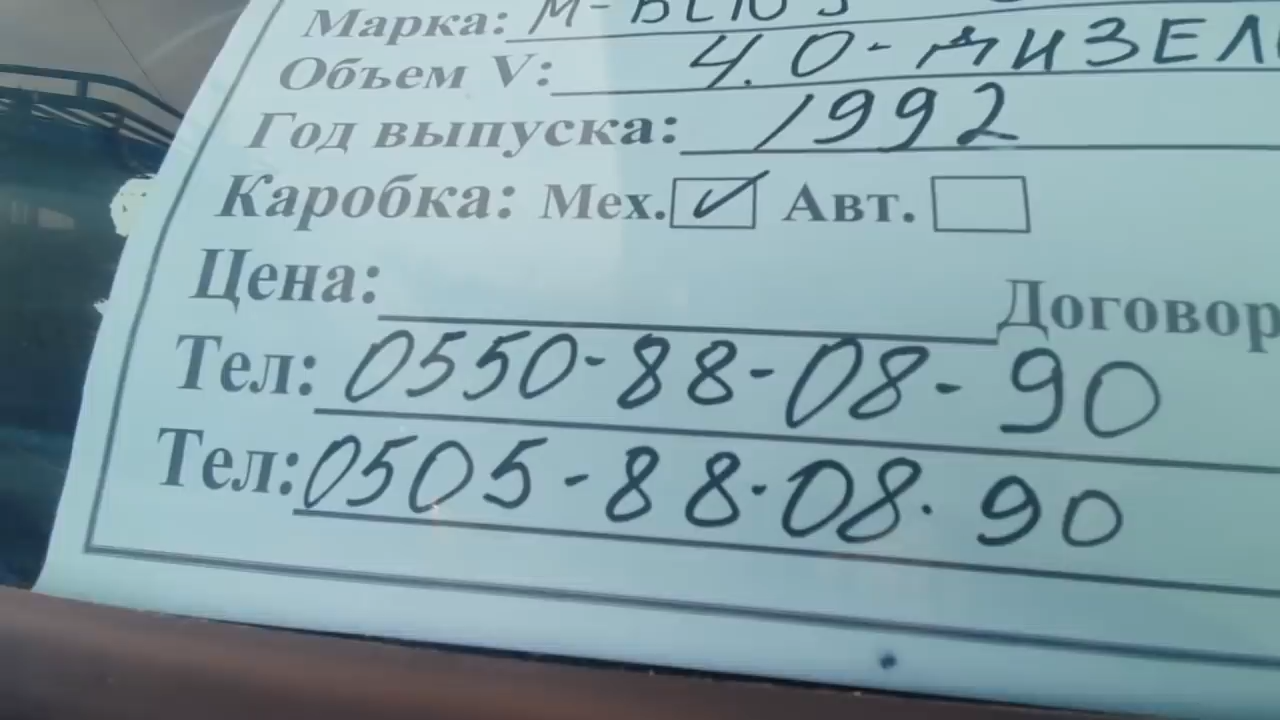 Марка:
Объем V: 4.0-ДИЗЕЛ
Год выпуска: 1992
Каробка: Мех. ✓ Авт.
Цена: Договор
Тел: 0550-88-08-90
Тел: 0505-88-08.90